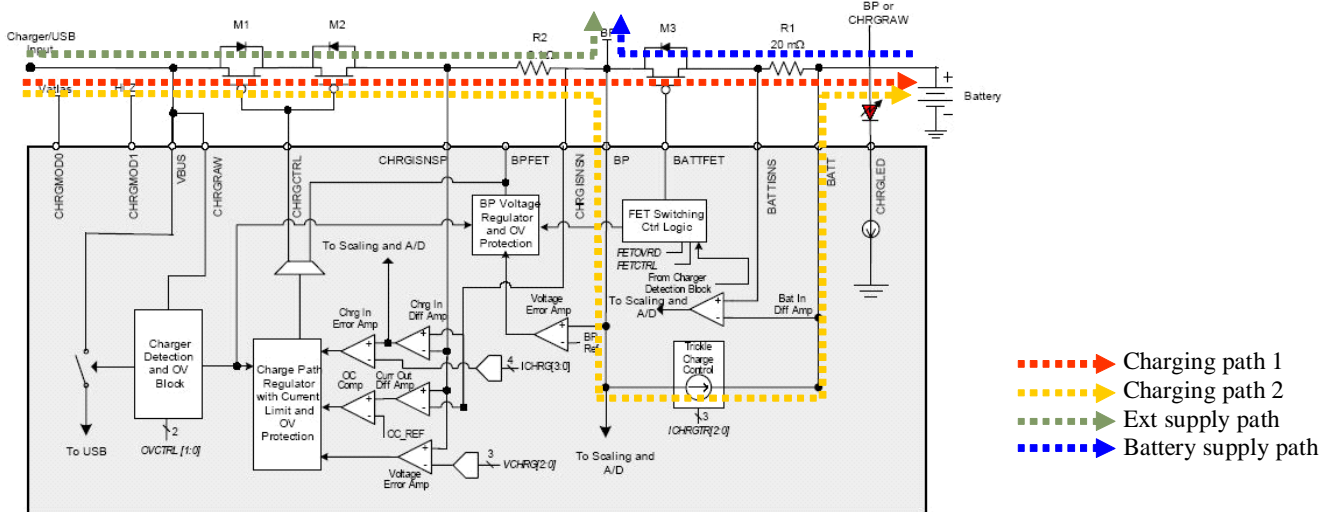 BP or
CHRGRAW
M1
M2
M3
R1
20 mΩ
R2
BP
Charger/USB
Input
Vatlas
+
Battery
CHRGMOD0
CHRGMOD1
VBUS
CHRGRAW
CHRGCTRL
CHRGISNSP
BPFET
CHRGISNSN
BP
BATTFET
BATTISNS
BATT
CHRGLED
BP Voltage
Regulator
and OV
Protection
FET Switching
Ctrl Logic
FETOVRD
FETCTRL
From Charger
Detection Block
To Scaling and A/D
To Scaling and
A/D
Bat In
Diff Amp
Voltage
Error Amp
BP
Ref
Chrg In
Error Amp
Chrg In
Diff Amp
Charger
Detection
and OV
Block
Charge Path
Regulator
with Current
Limit and
OV
Protection
OC
Comp
Curr Out
Diff Amp
4
ICHRG[3:0]
Trickle
Charge
Control
3
ICHRGTR[2:0]
OC_REF
2
OVCTRL [1:0]
To USB
Voltage
Error Amp
3
VCHRG[2:0]
To Scaling and
A/D
Charging path 1
Charging path 2
Ext supply path
Battery supply path